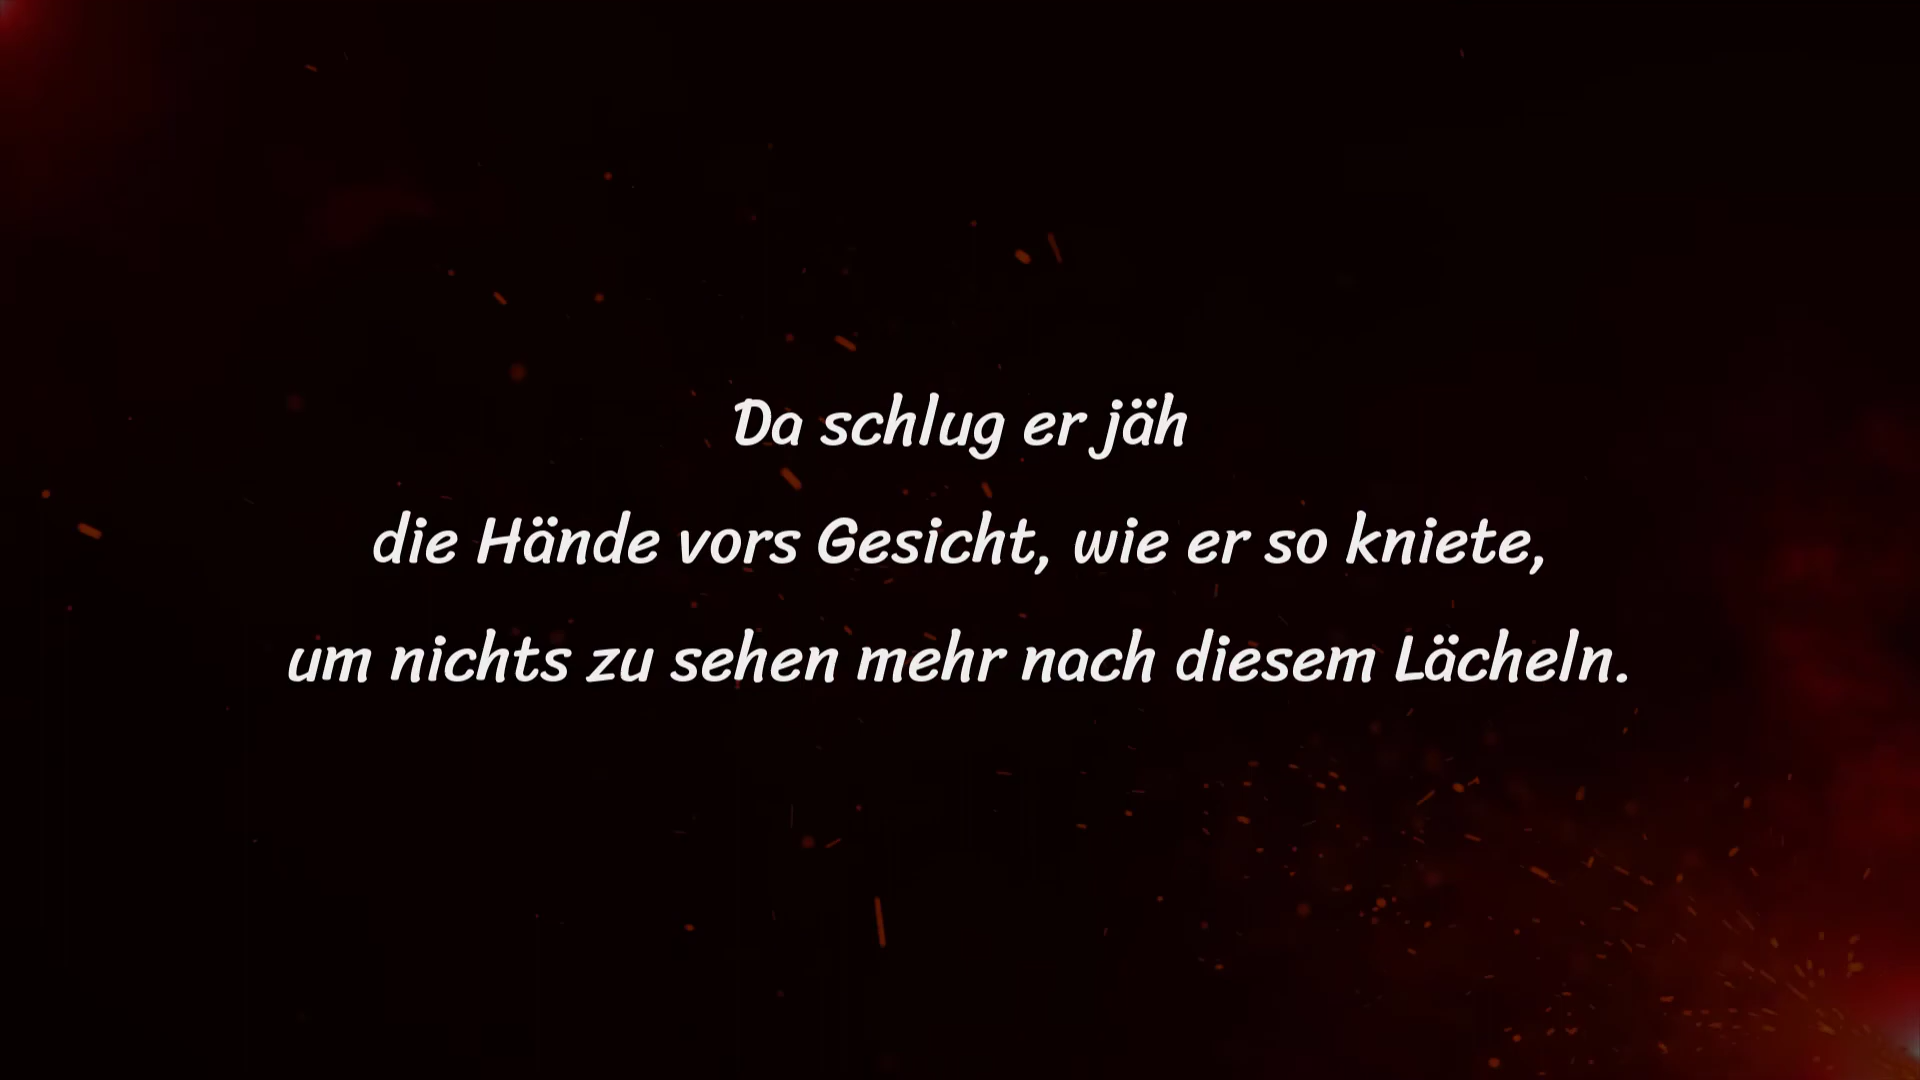 Da schlug er jäh
die Hände vors Gesicht, wie er so kniete,
um nichts zu sehen mehr nach diesem Lächeln.